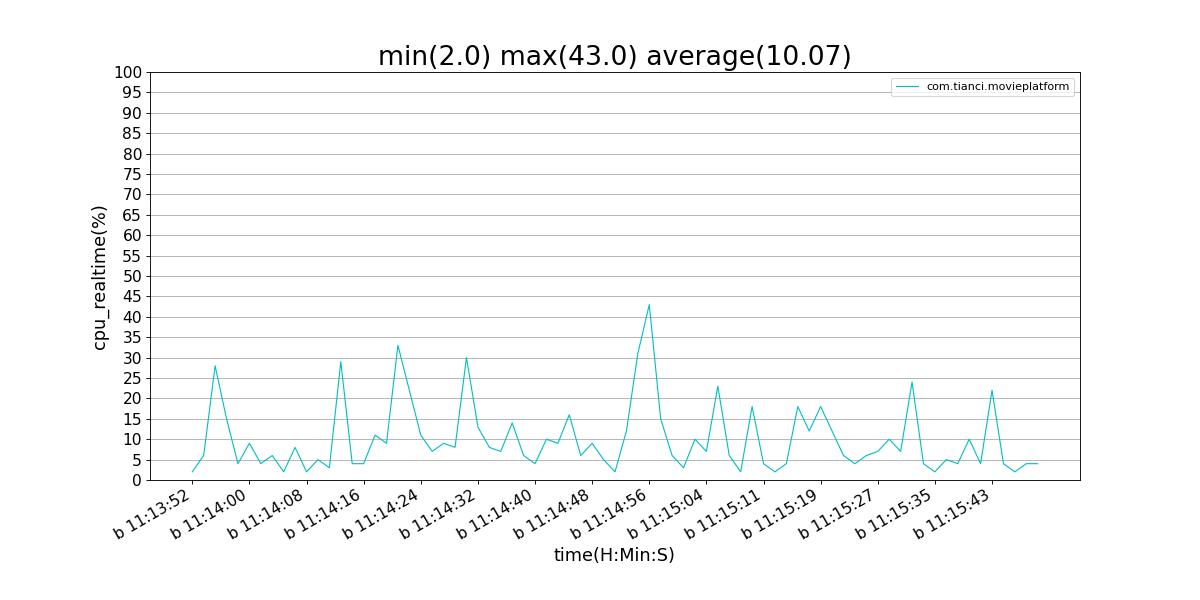 min(2.0) max(43.0) average(10.07)
com.tianci.movieplatform
100
95
90
85
80
75
70
65
60
55
50
45
40
35
30
25
20
15
10
5
0
cpu_realtime(%)
b 11:13:52
b 11:14:00
b 11:14:08
b 11:14:16
b 11:14:24
b 11:14:32
b 11:14:40
b 11:14:48
b 11:14:56
b 11:15:04
b 11:15:11
b 11:15:19
b 11:15:27
b 11:15:35
b 11:15:43
time(H:Min:S)